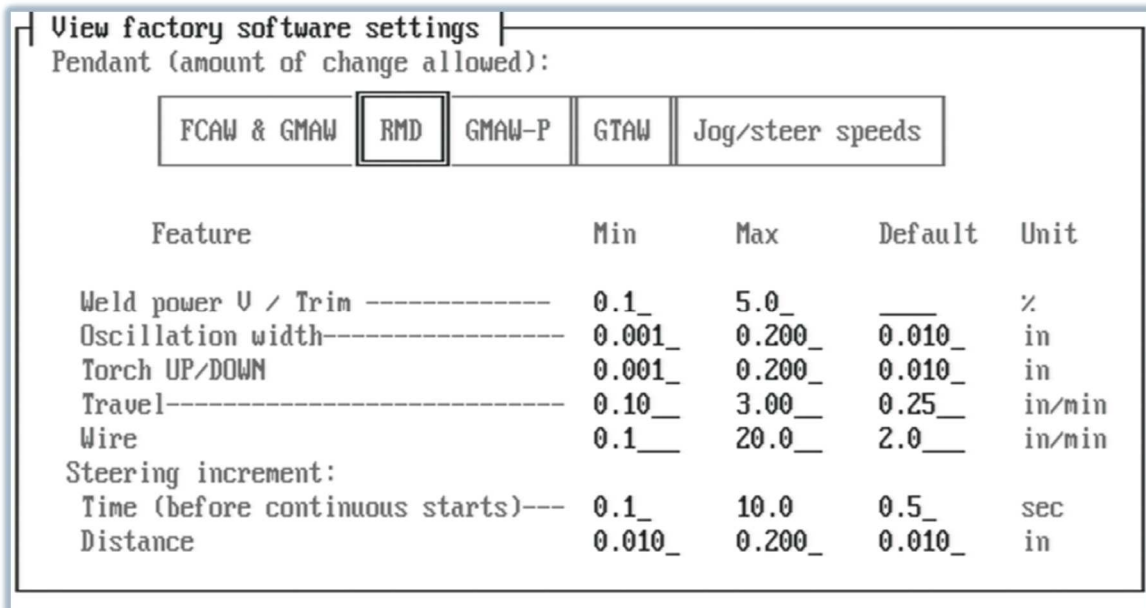 View factory software settings
Pendant (amount of change allowed):
FCAW & GMAW RMD GMAW-P GTAW Jog/steer speeds
Feature Min Max Default Unit
Weld power V / Trim ------------- 0.1_ 5.0_ ____ %
Oscillation width----------------- 0.001_ 0.200_ 0.010_ in
Torch UP/DOWN 0.001_ 0.200_ 0.010_ in
Travel---------------------------- 0.10__ 3.00__ 0.25__ in/min
Wire 0.1___ 20.0__ 2.0___ in/min
Steering increment:
Time (before continuous starts)--- 0.1_ 10.0 0.5_ sec
Distance 0.010_ 0.200_ 0.010_ in